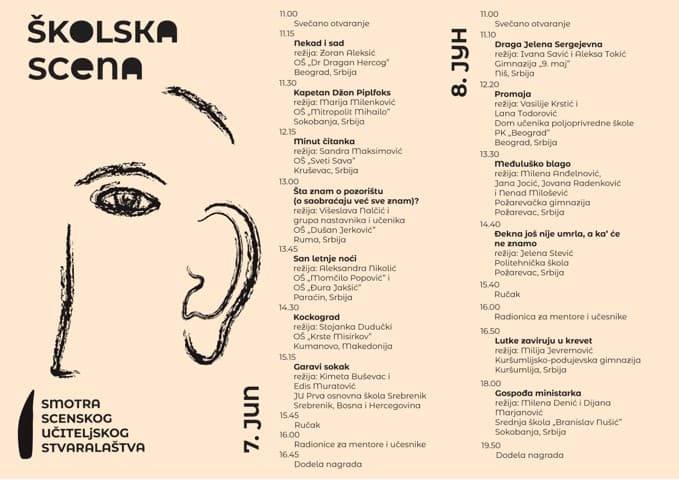 ŠKOLSKA
SCENA
SMOTRA
SCENSKOG
UČITELJSKOG
STVARALAŠTVA
7. Jun
11.00
Svečano otvaranje
11.15
Nekad i sad
režija: Zoran Aleksić
OŠ „Dr Dragan Hercog”
Beograd, Srbija
11.30
Kapetan Džon Piplfoks
režija: Marija Milenković
OŠ „Mitropolit Mihailo”
Sokobanja, Srbija
12.15
Minut čitanka
režija: Sandra Maksimović
OŠ „Sveti Sava”
Kruševac, Srbija
13.00
Šta znam o pozorištu
(o saobraćaju već sve znam)?
režija: Višeslava Nalčić i
grupa nastavnika i učenika
OŠ „Dušan Jerković”
Ruma, Srbija
13.45
San letnje noći
režija: Aleksandra Nikolić
OŠ „Momčilo Popović” i
OŠ „Đura Jakšić”
Paraćin, Srbija
14.30
Kockograd
režija: Stojanka Dudučki
OŠ „Krste Misirkov”
Kumanovo, Makedonija
15.15
Garavi sokak
režija: Kimeta Buševac i
Edis Muratović
JU Prva osnovna škola Srebrenik
Srebrenik, Bosna i Hercegovina
15.45
Ručak
16.00
Radionice za mentore i učesnike
16.45
Dodela nagrada
8. Јун
11.00
Svečano otvaranje
11.10
Draga Jelena Sergejevna
režija: Ivana Savić i Aleksa Tokić
Gimnazija „9. maj”
Niš, Srbija
12.20
Promaja
režija: Vasilije Krstić i
Lana Todorović
Dom učenika poljoprivredne škole
PK „Beograd”
Beograd, Srbija
13.30
Međuluško blago
režija: Milena Anđelnović,
Jana Jocić, Jovana Radenković
i Nenad Milošević
Požarevačka gimnazija
Požarevac, Srbija
14.40
Đekna još nije umrla, a ka’ će
ne znamo
režija: Jelena Stević
Politehnička škola
Požarevac, Srbija
15.40
Ručak
16.00
Radionica za mentore i učesnike
16.50
Lutke zaviruju u krevet
režija: Milija Jevremović
Kuršumlijsko-podujevska gimnazija
Kuršumlija, Srbija
18.00
Gospođa ministarka
režija: Milena Denić i Dijana
Marjanović
Srednja škola „Branislav Nušić”
Sokobanja, Srbija
19.50
Dodela nagrada